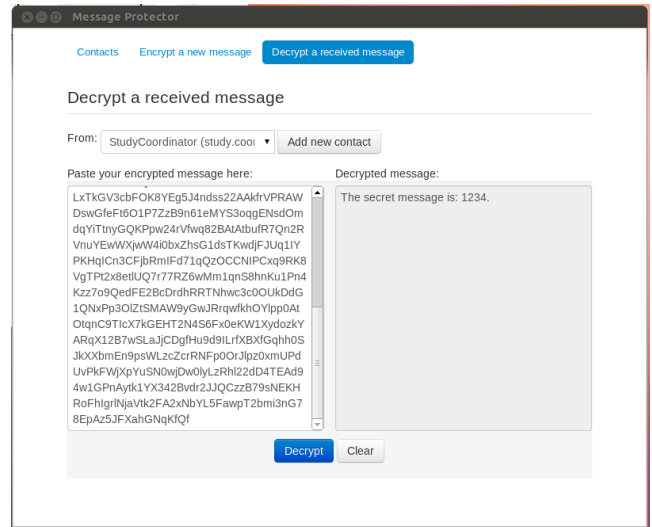 Message Protector
Contacts Encrypt a new message Decrypt a received message
Decrypt a received message
From: StudyCoordinator (study.coor Add new contact
Paste your encrypted message here: Decrypted message:
LxTkGV3cbFOK8YEg5J4ndss22AAkfrVPRAW
DswGfeFt6O1P7ZzB9n61eMYS3oqgENsdOm
dqYiTtnyGQKPpw24rVfwq82BAtAtbufR7Qn2R
VnuYEwWXjwW4i0bxZhsG1dsTKwdjFJUq1IY
PKHqICn3CFjbRmIFd71qQzOCCNIPCxq9RK8
VgTPt2x8etlUQ7r77RZ6wMm1qnS8hnKu1Pn4
Kzz7o9QedFE2BcDrdhRRTNhwc3c0OUkDdG
1QNxPp3OlZtSMAW9yGwJRrqwfkhOYlpp0At
OtqnC9TIcX7kGEHT2N4S6Fx0eKW1XydozkY
ARqX12B7wSLaJjCDgfHu9d9ILrfXBXfGqhh0S
JkXXbmEn9psWLzcZcrRNFp0OrJlpz0xmUPd
UvPkFWjXpYuSN0wjDw0lyLzRhl22dD4TEAd9
4w1GPnAytk1YX342Bvdr2JJQCzzB79sNEKH
RoFhIgrlNjaVtk2FA2xNbYL5FawpT2bmi3nG7
8EpAz5JFXahGNqKfQf
The secret message is: 1234.
Decrypt Clear